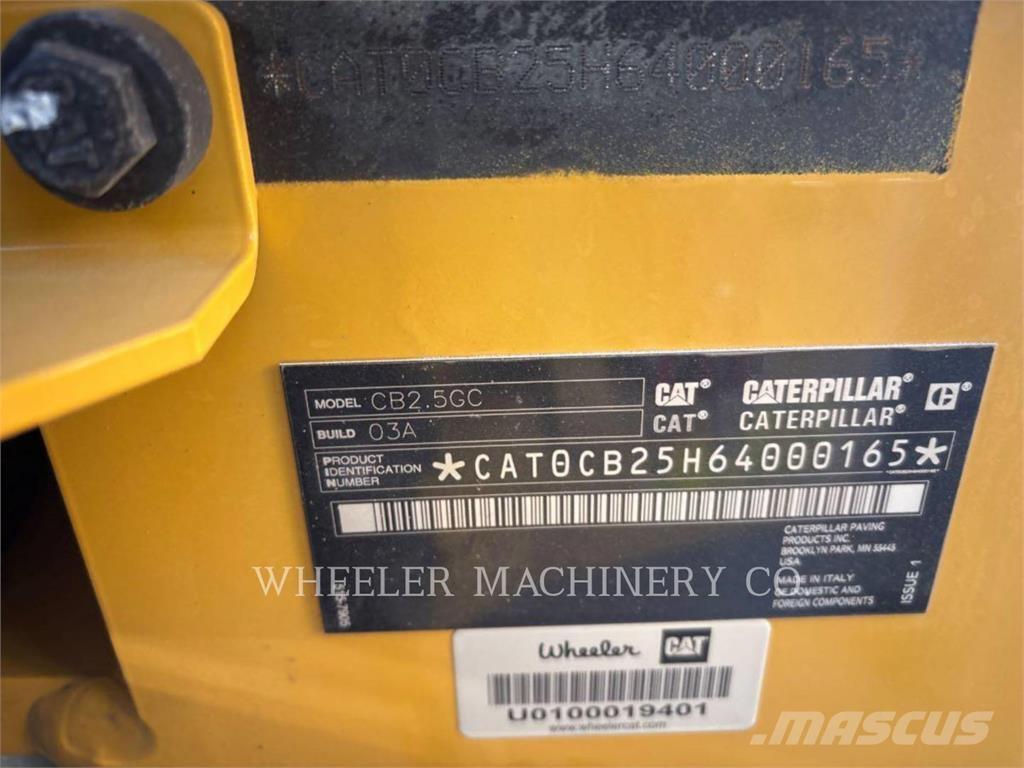 *CAT0CB25H64000165*
MODEL CB2.5GC
BUILD 03A
CAT® CATERPILLAR®
CAT® CATERPILLAR®
PRODUCT
IDENTIFICATION
NUMBER
*CAT0CB25H64000165*
CATERPILLAR PAVING
PRODUCTS INC.
BROOKLYN PARK, MN 55445
USA
MADE IN ITALY
OF DOMESTIC AND
FOREIGN COMPONENTS
ISSUE 1
WHEELER MACHINERY CO.
Wheeler CAT
U0100019401
www.wheelercat.com
MASCUS